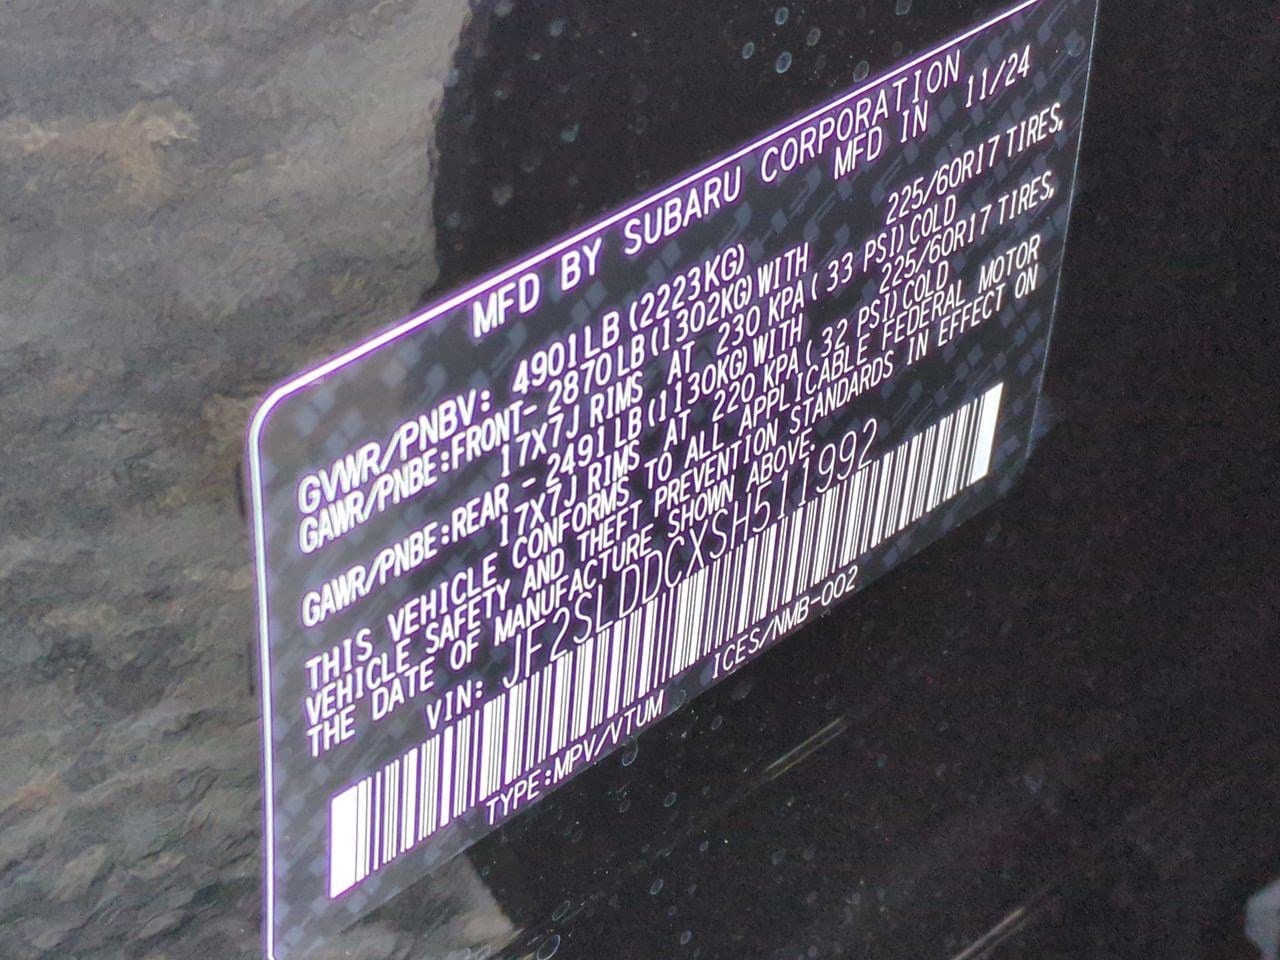 MFD BY SUBARU CORPORATION
MFD IN 11/24
GVWR/PNBV: 4901LB (2223KG)
GAWR/PNBE:FRONT- 2870LB(1302KG)WITH 225/60R17 TIRES,
17X7J RIMS AT 230 KPA( 33 PSI)COLD
GAWR/PNBE:REAR - 2491LB(1130KG)WITH 225/60R17 TIRES,
17X7J RIMS AT 220 KPA( 32 PSI)COLD
THIS VEHICLE CONFORMS TO ALL APPLICABLE FEDERAL MOTOR
VEHICLE SAFETY AND THEFT PREVENTION STANDARDS IN EFFECT ON
THE DATE OF MANUFACTURE SHOWN ABOVE.
VIN: JF2SLDDCXSH511992
TYPE:MPV/VTUM ICES/NMB-002